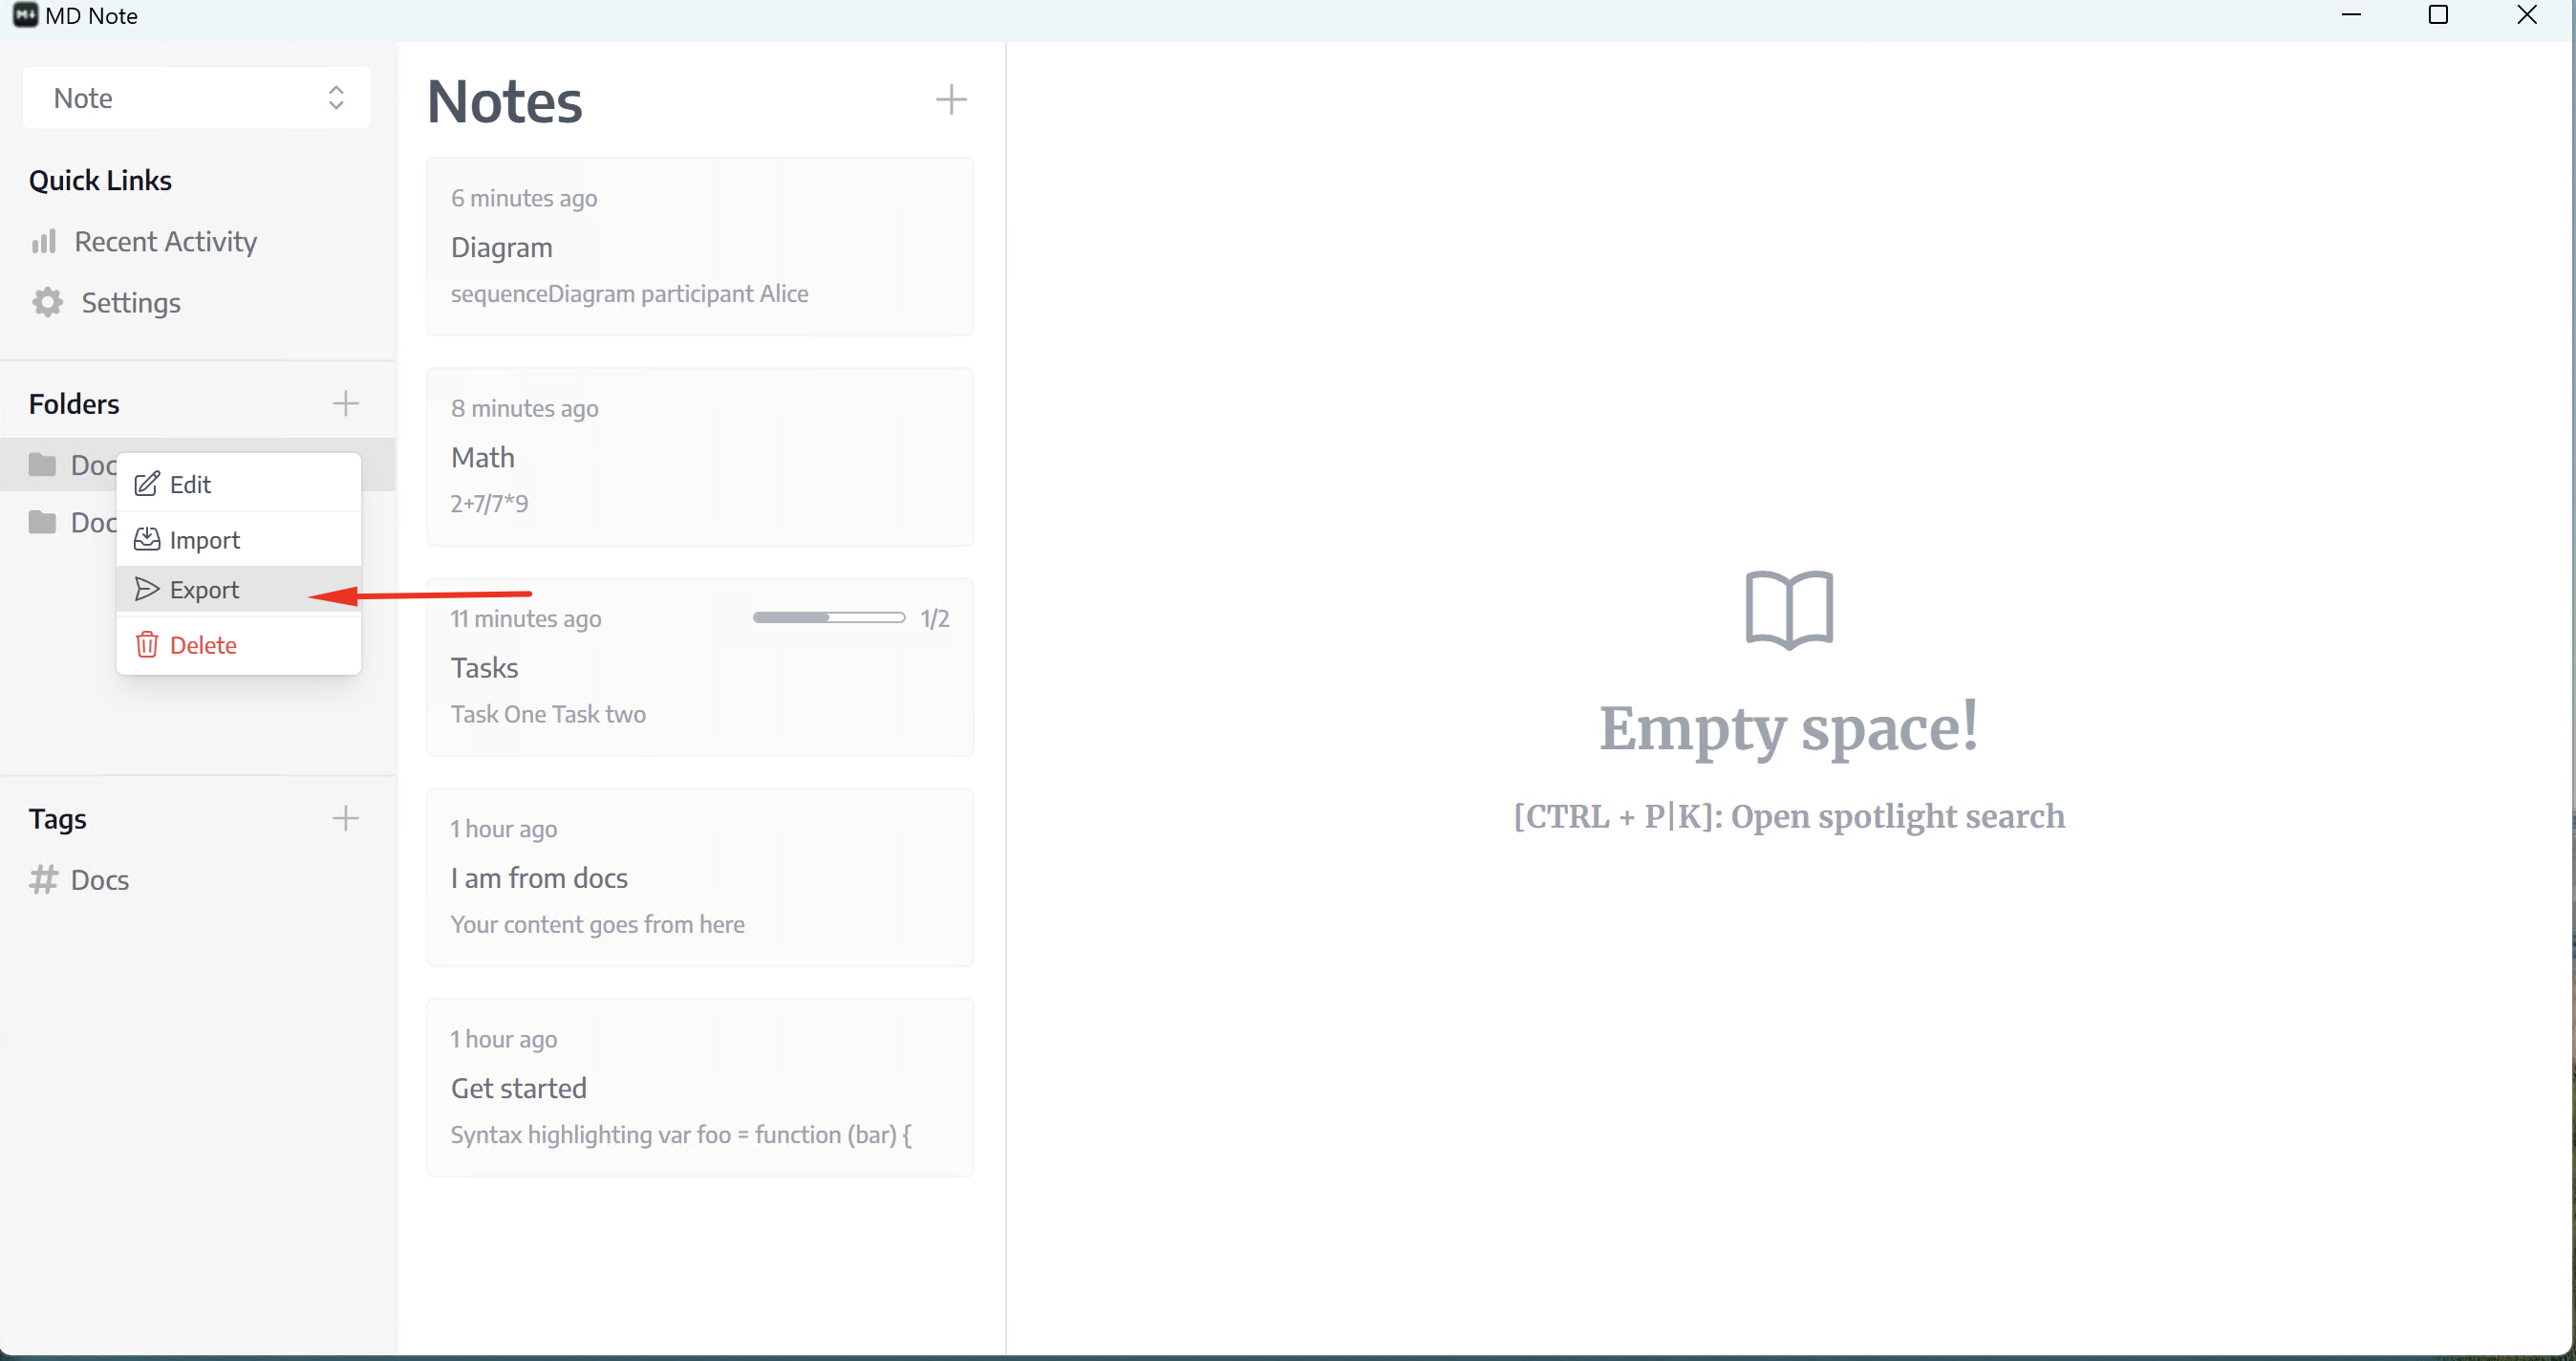 MD Note
Note
Quick Links
Recent Activity
Settings
Folders
Doc
Doc
Edit
Import
Export
Delete
Tags
Docs
Notes
6 minutes ago
Diagram
sequenceDiagram participant Alice
8 minutes ago
Math
2+7/7*9
11 minutes ago 1/2
Tasks
Task One Task two
1 hour ago
I am from docs
Your content goes from here
1 hour ago
Get started
Syntax highlighting var foo = function (bar) {
Empty space!
[CTRL + P|K]: Open spotlight search